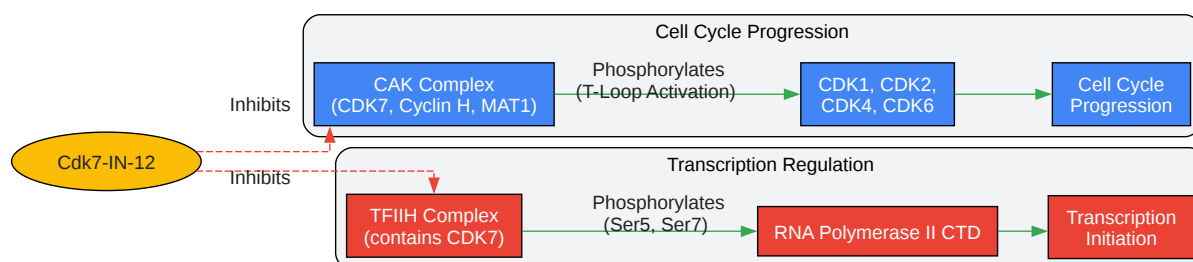 Cell Cycle Progression
CAK Complex
(CDK7, Cyclin H, MAT1)
Phosphorylates
(T-Loop Activation)
CDK1, CDK2,
CDK4, CDK6
Cell Cycle
Progression
Inhibits
Cdk7-IN-12
Inhibits
Transcription Regulation
TFIIH Complex
(contains CDK7)
Phosphorylates
(Ser5, Ser7)
RNA Polymerase II CTD
Transcription
Initiation